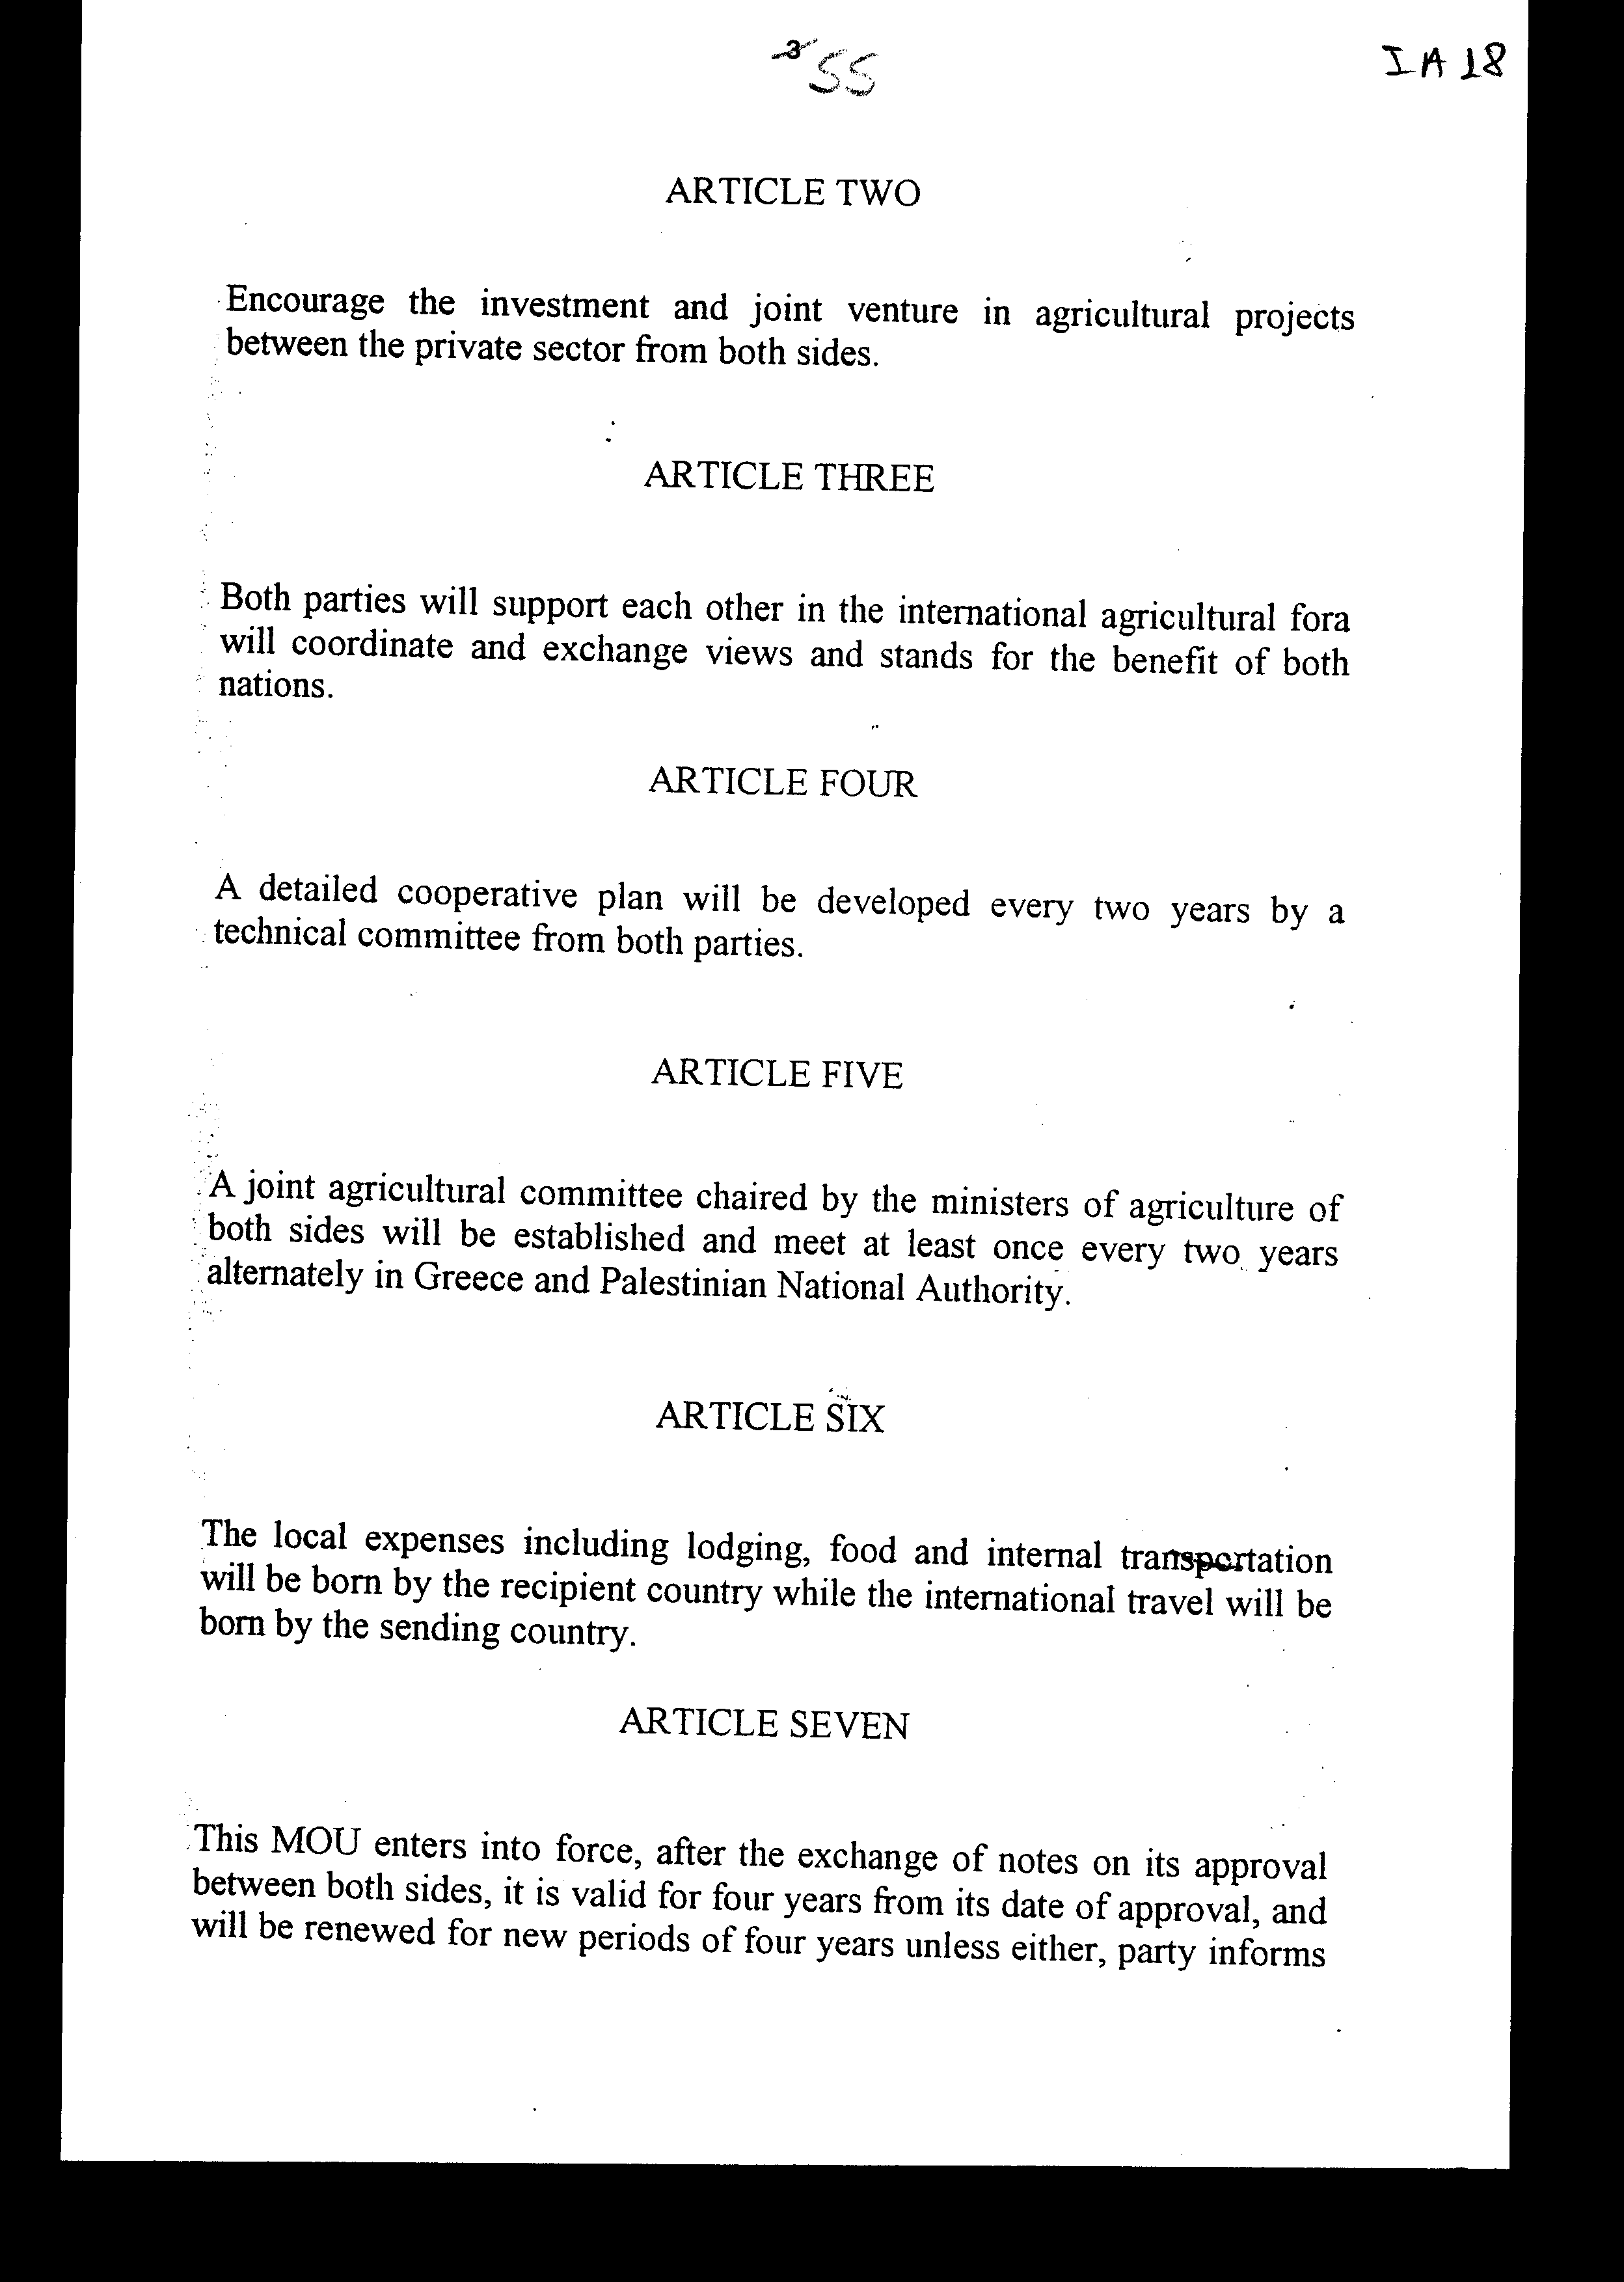 55
IA 18
ARTICLE TWO
Encourage the investment and joint venture in agricultural projects
between the private sector from both sides.
ARTICLE THREE
Both parties will support each other in the international agricultural fora
will coordinate and exchange views and stands for the benefit of both
nations.
ARTICLE FOUR
A detailed cooperative plan will be developed every two years by a
technical committee from both parties.
ARTICLE FIVE
A joint agricultural committee chaired by the ministers of agriculture of
both sides will be established and meet at least once every two years
alternately in Greece and Palestinian National Authority.
ARTICLE SIX
The local expenses including lodging, food and internal transportation
will be born by the recipient country while the international travel will be
born by the sending country.
ARTICLE SEVEN
This MOU enters into force, after the exchange of notes on its approval
between both sides, it is valid for four years from its date of approval, and
will be renewed for new periods of four years unless either, party informs